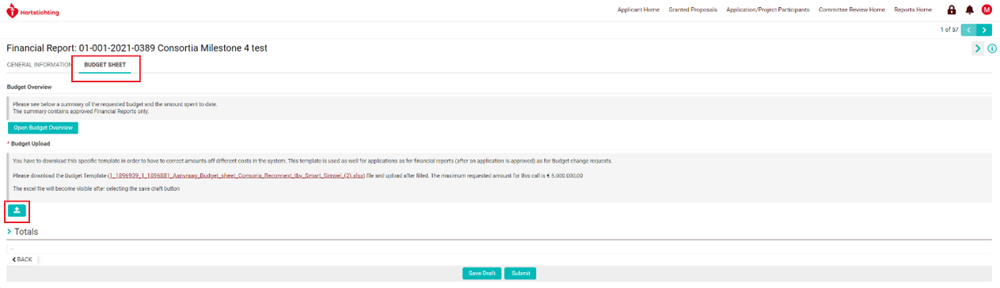 Hartstichting
Applicant Home Granted Proposals Application/Project Participants Committee Review Home Reports Home M
1 of 57
Financial Report: 01-001-2021-0389 Consortia Milestone 4 test
GENERAL INFORMATION BUDGET SHEET
Budget Overview
Please see below a summary of the requested budget and the amount spent to date.
The summary contains approved Financial Reports only.
Open Budget Overview
* Budget Upload
You have to download this specific template in order to have to correct amounts off different costs in the system. This template is used as well for applications as for financial reports (after an application is approved) as for Budget change requests.
Please download the Budget Template (1_1896939_1_1896881_Aanvraag_Budget_sheet_Consoria_Reconnext_tbv_Smart_Simpel_(2).xlsx) file and upload after filled. The maximum requested amount for this call is € 5.000.000,00
The excel file will become visible after selecting the save draft button
Totals
...
BACK
Save Draft Submit